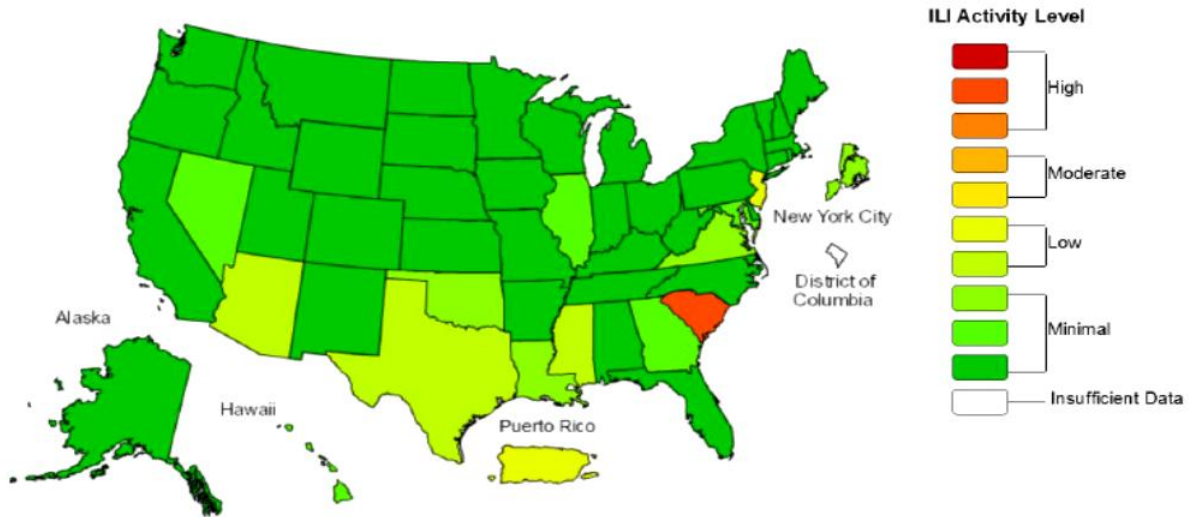 ILI Activity Level
High
Moderate
New York City
Low
District of
Columbia
Alaska
Minimal
Hawaii
Insufficient Data
Puerto Rico